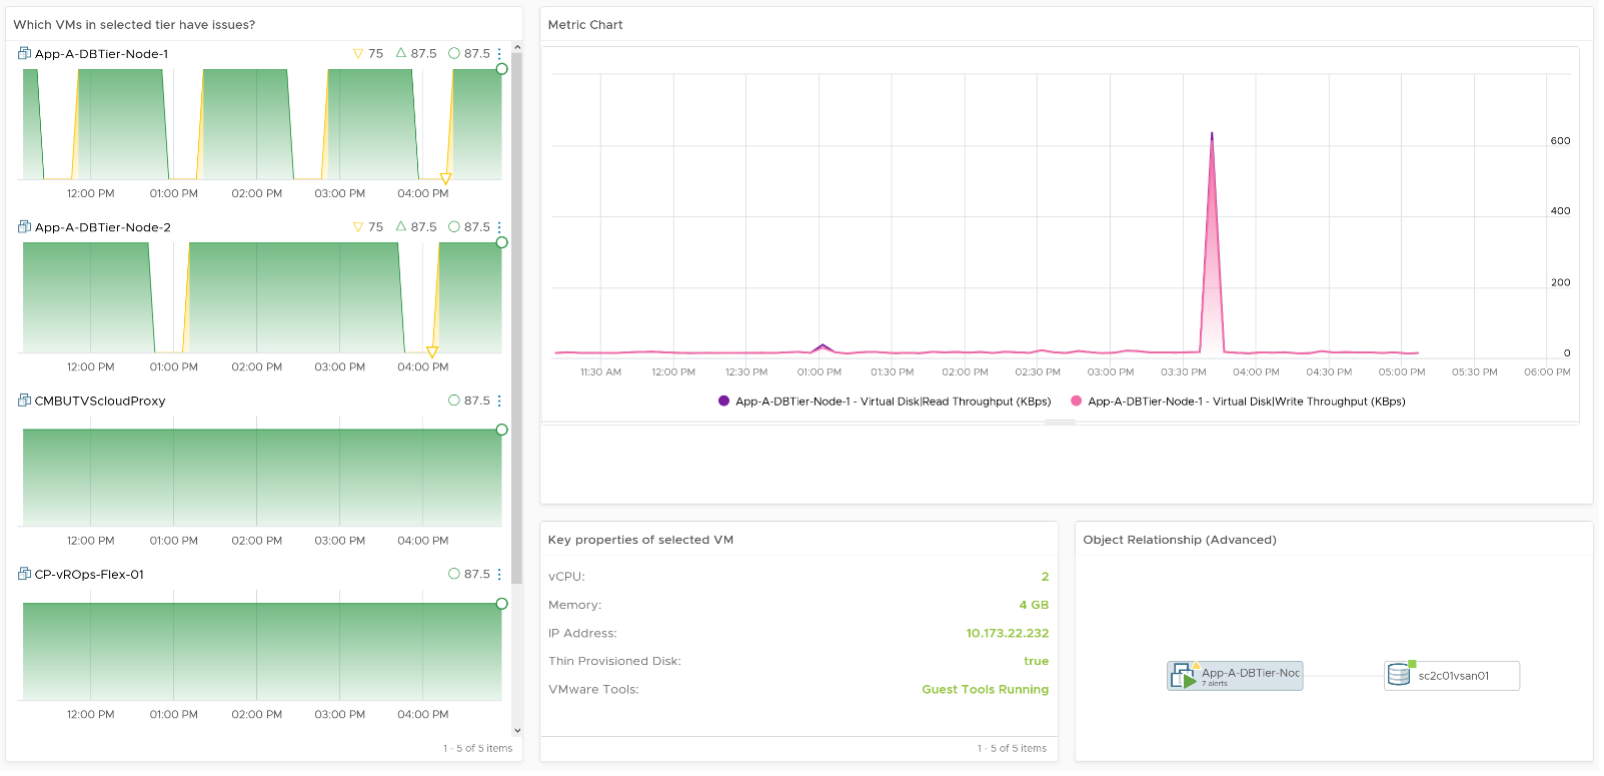 Which VMs in selected tier have issues?
App-A-DBTier-Node-1 75 87.5 87.5
12:00 PM 01:00 PM 02:00 PM 03:00 PM 04:00 PM
App-A-DBTier-Node-2 75 87.5 87.5
12:00 PM 01:00 PM 02:00 PM 03:00 PM 04:00 PM
CMBUTVScloudProxy 87.5
12:00 PM 01:00 PM 02:00 PM 03:00 PM 04:00 PM
CP-vROps-Flex-01 87.5
12:00 PM 01:00 PM 02:00 PM 03:00 PM 04:00 PM
1 - 5 of 5 items
Metric Chart
600
400
200
0
11:30 AM 12:00 PM 12:30 PM 01:00 PM 01:30 PM 02:00 PM 02:30 PM 03:00 PM 03:30 PM 04:00 PM 04:30 PM 05:00 PM 05:30 PM 06:00 PM
App-A-DBTier-Node-1 - Virtual Disk|Read Throughput (KBps) App-A-DBTier-Node-1 - Virtual Disk|Write Throughput (KBps)
Key properties of selected VM
vCPU: 2
Memory: 4 GB
IP Address: 10.173.22.232
Thin Provisioned Disk: true
VMware Tools: Guest Tools Running
1 - 5 of 5 items
Object Relationship (Advanced)
App-A-DBTier-Noc
7 alerts
sc2c01vsan01